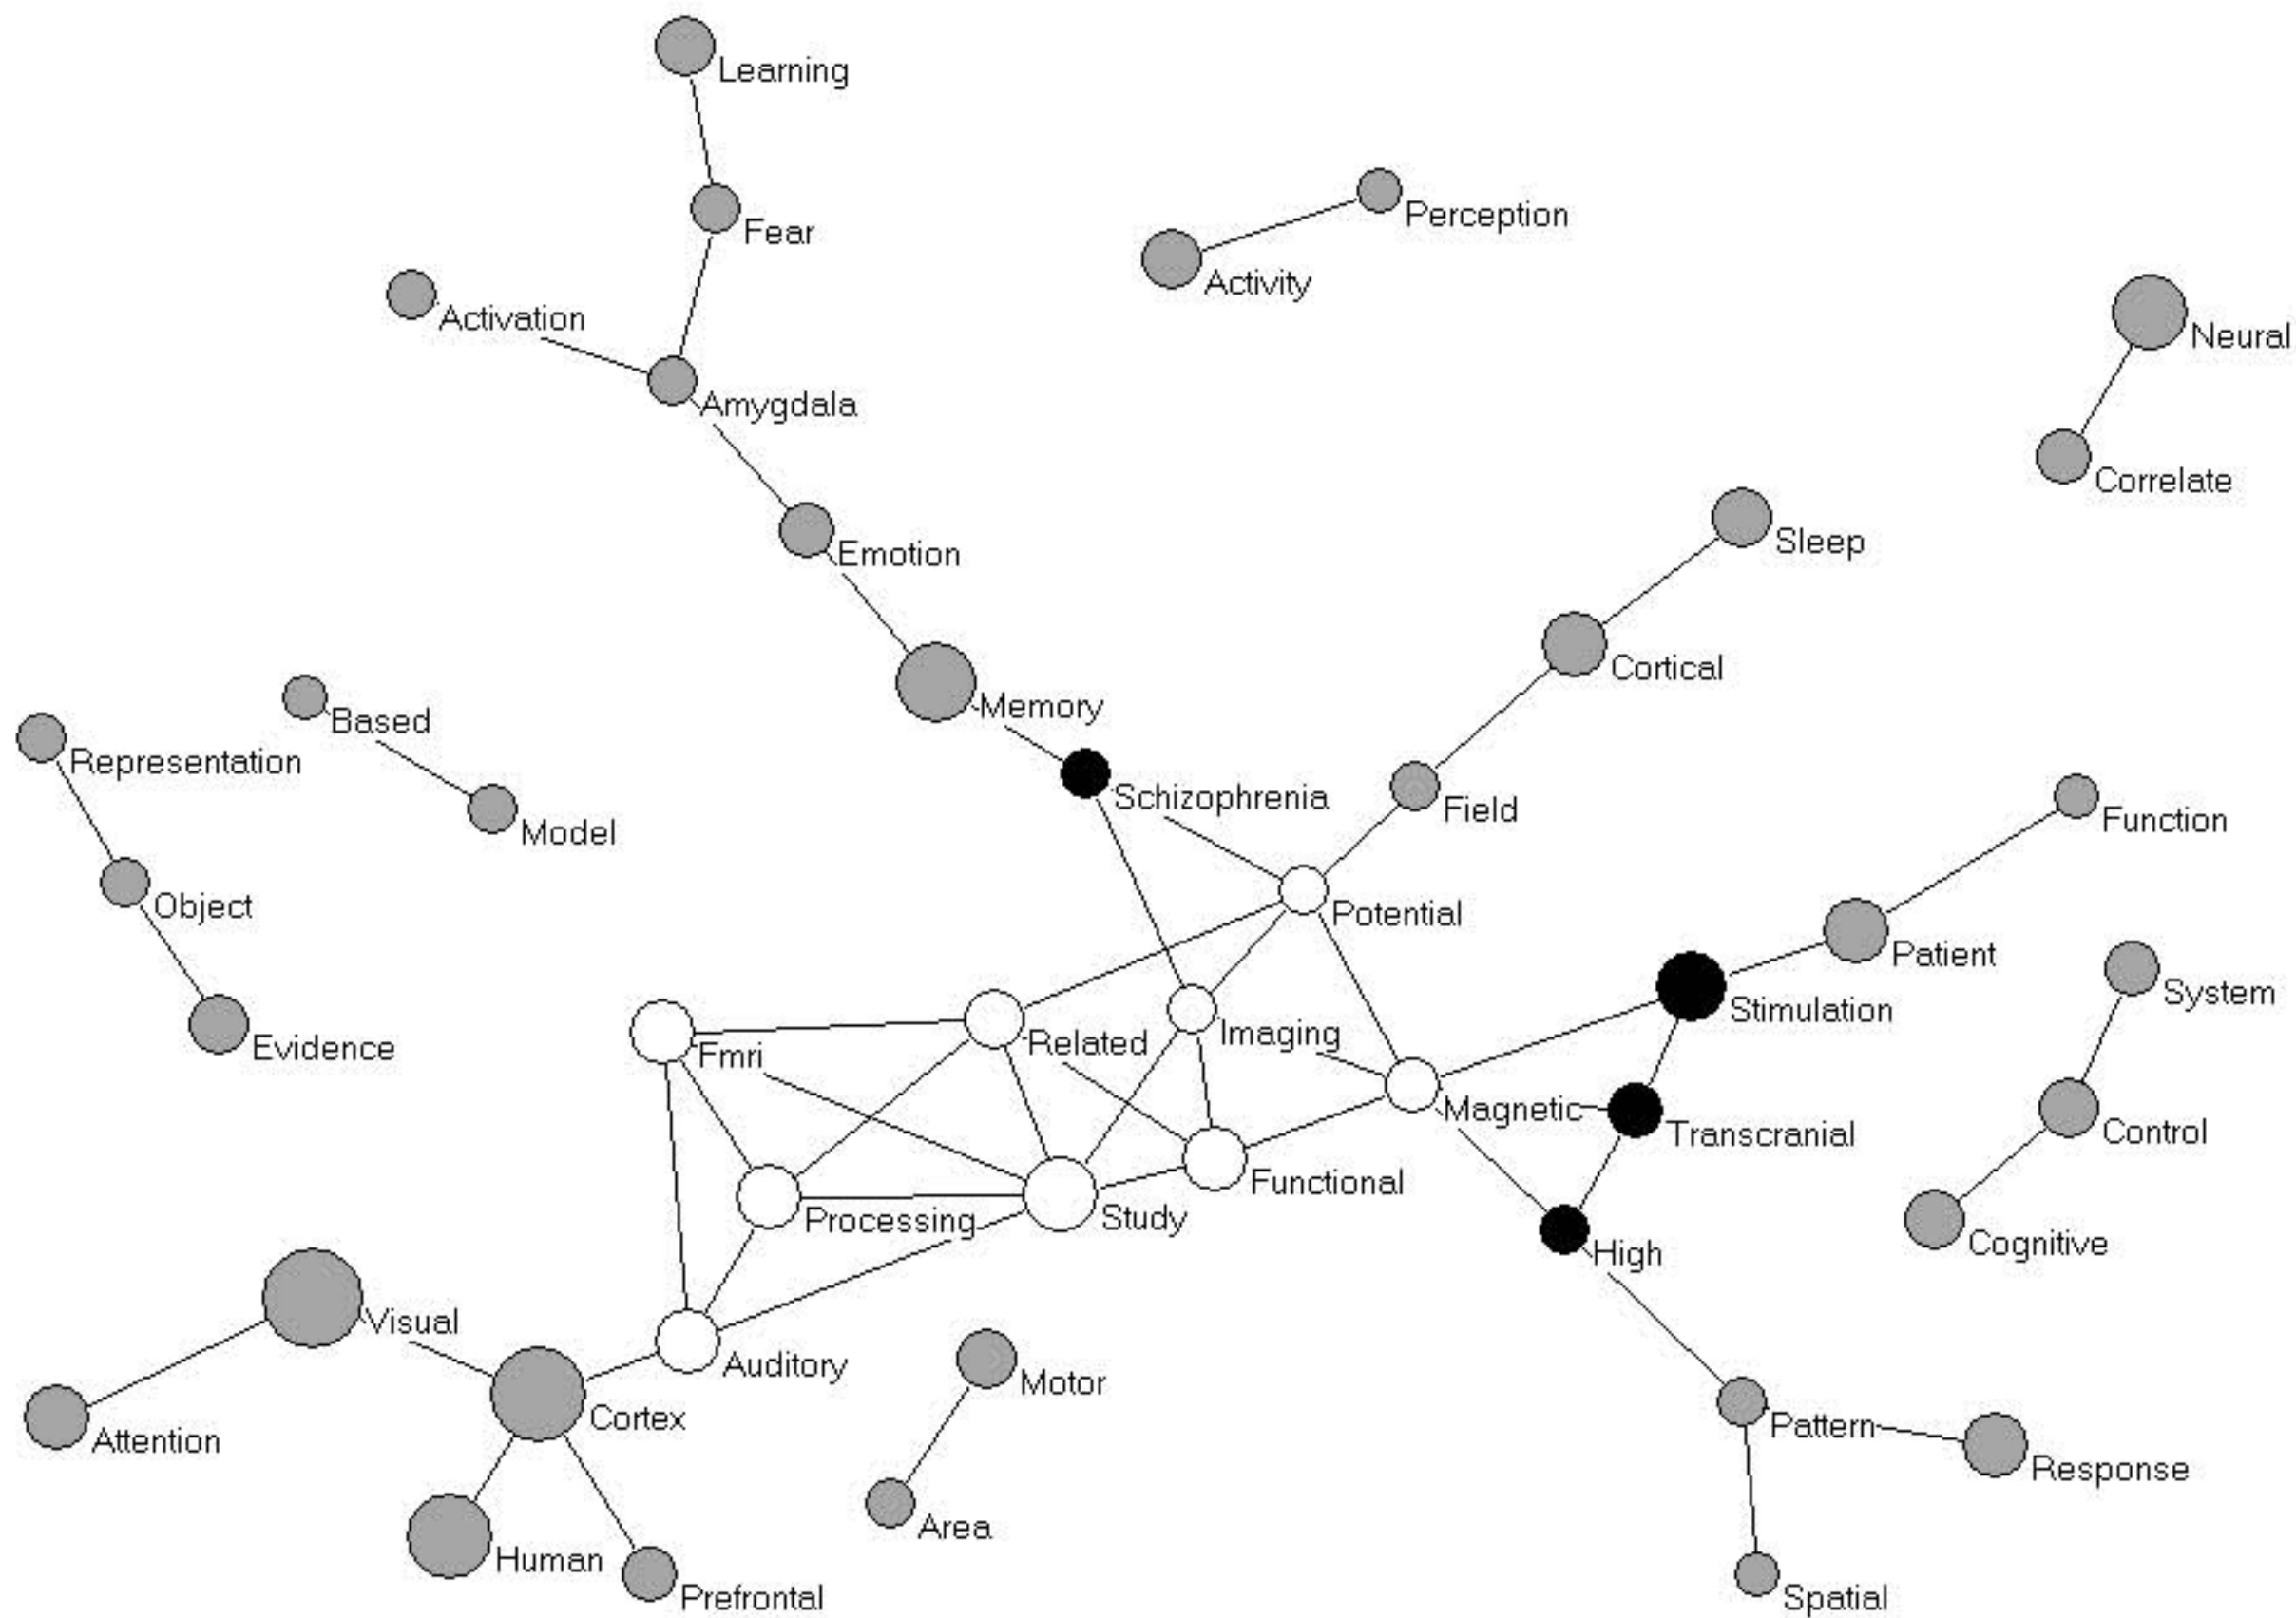 Learning
Perception
Fear
Activity
Activation
Neural
Amygdala
Correlate
Sleep
Emotion
Cortical
Memory
Based
Representation
Schizophrenia
Field
Function
Model
Object
Potential
Patient
System
Stimulation
Imaging
Related
Evidence
Fmri
Magnetic
Control
Transcranial
Functional
Study
Processing
Cognitive
High
Visual
Auditory
Motor
Cortex
Pattern
Attention
Response
Area
Human
Prefrontal
Spatial